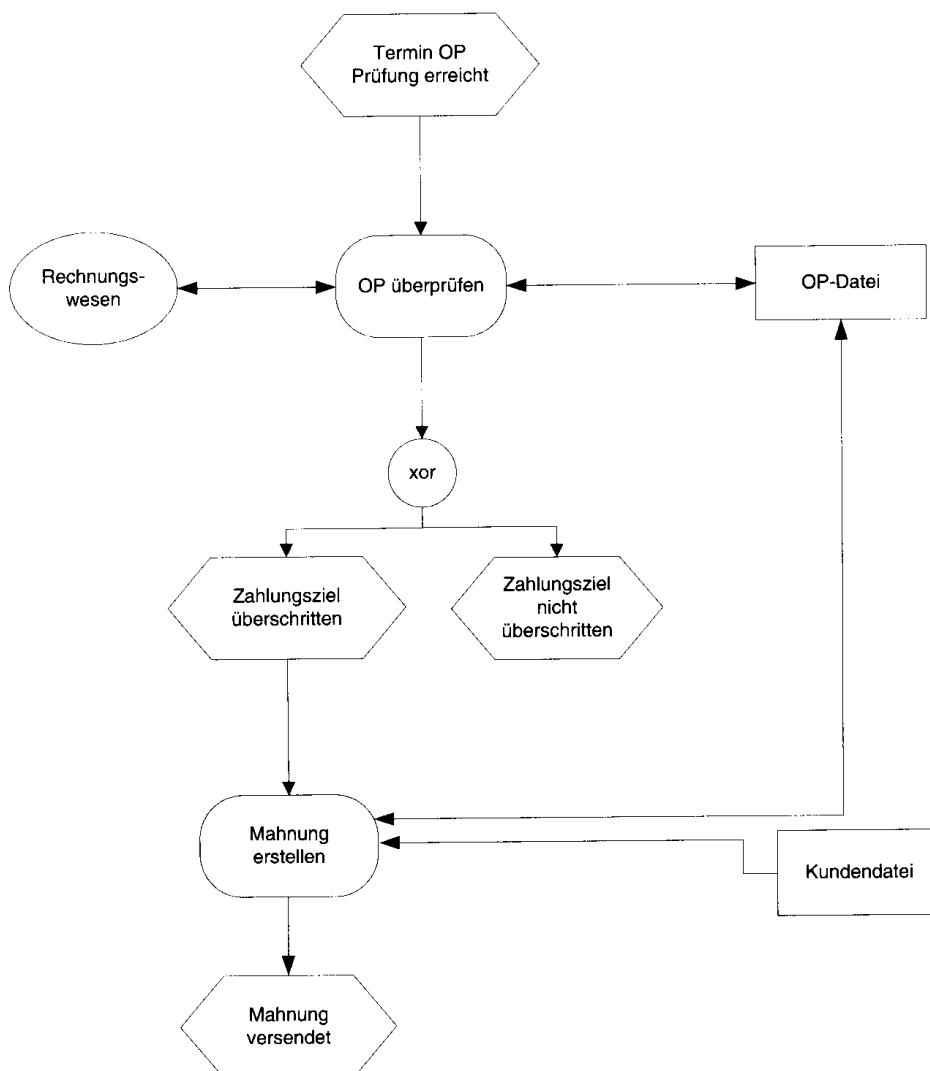 Termin OP
Prüfung erreicht
Rechnungs-
wesen
OP überprüfen
OP-Datei
xor
Zahlungsziel
überschritten
Zahlungsziel
nicht
überschritten
Mahnung
erstellen
Kundendatei
Mahnung
versendet